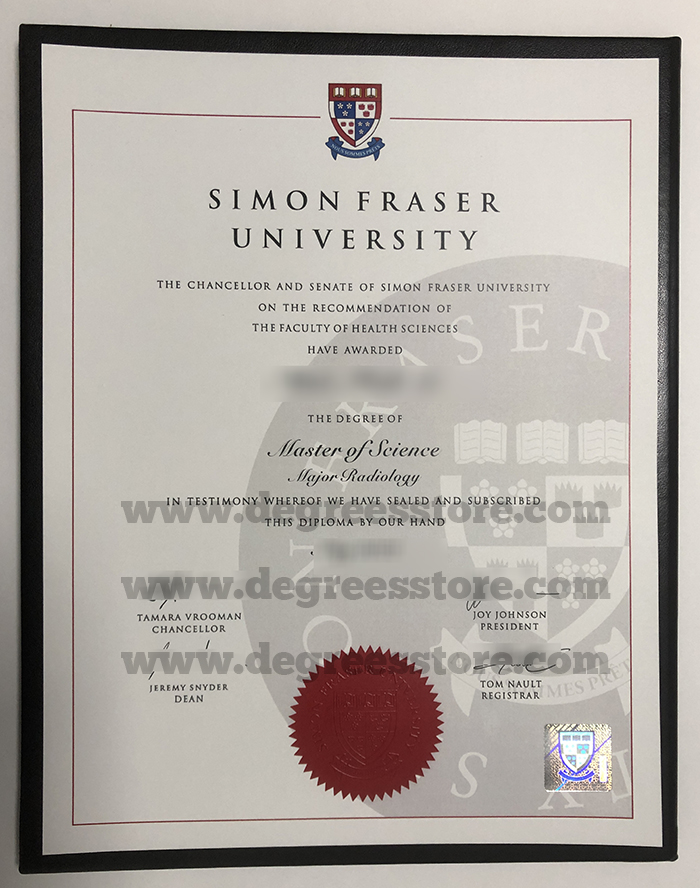 NOUS SOMMES PRÊTS
SIMON FRASER
UNIVERSITY
THE CHANCELLOR AND SENATE OF SIMON FRASER UNIVERSITY
ON THE RECOMMENDATION OF
THE FACULTY OF HEALTH SCIENCES
HAVE AWARDED
THE DEGREE OF
Master of Science
Major Radiology
IN TESTIMONY WHEREOF WE HAVE SEALED AND SUBSCRIBED
www.degreesstore.com
THIS DIPLOMA BY OUR HAND
www.degreesstore.com
TAMARA VROOMAN
CHANCELLOR
JOY JOHNSON
PRESIDENT
www.degreesstore.com
JEREMY SNYDER
DEAN
TOM NAULT
REGISTRAR